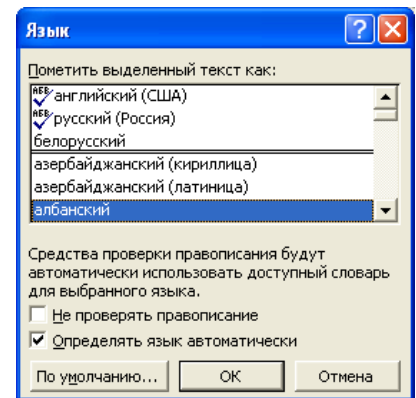 Язык
Пометить выделенный текст как:
английский (США)
русский (Россия)
белорусский
азербайджанский (кириллица)
азербайджанский (латиница)
албанский
Средства проверки правописания будут
автоматически использовать доступный словарь
для выбранного языка.
Не проверять правописание
Определять язык автоматически
По умолчанию... ОК Отмена